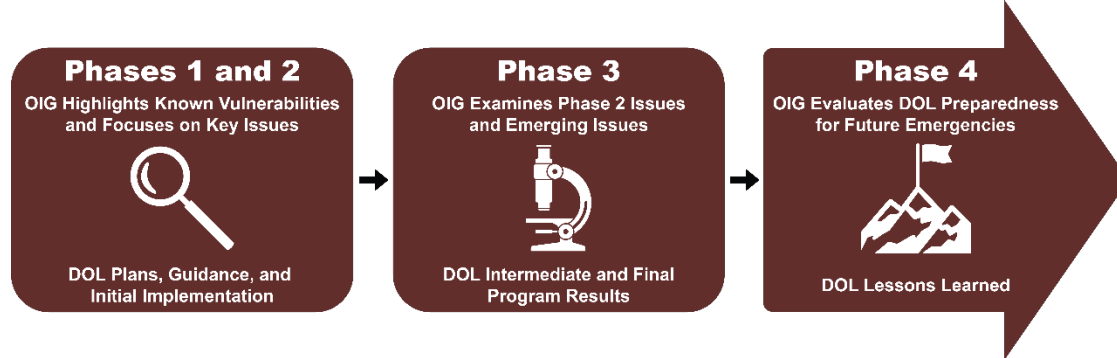 Phases 1 and 2
OIG Highlights Known Vulnerabilities
and Focuses on Key Issues
DOL Plans, Guidance, and
Initial Implementation
Phase 3
OIG Examines Phase 2 Issues
and Emerging Issues
DOL Intermediate and Final
Program Results
Phase 4
OIG Evaluates DOL Preparedness
for Future Emergencies
DOL Lessons Learned